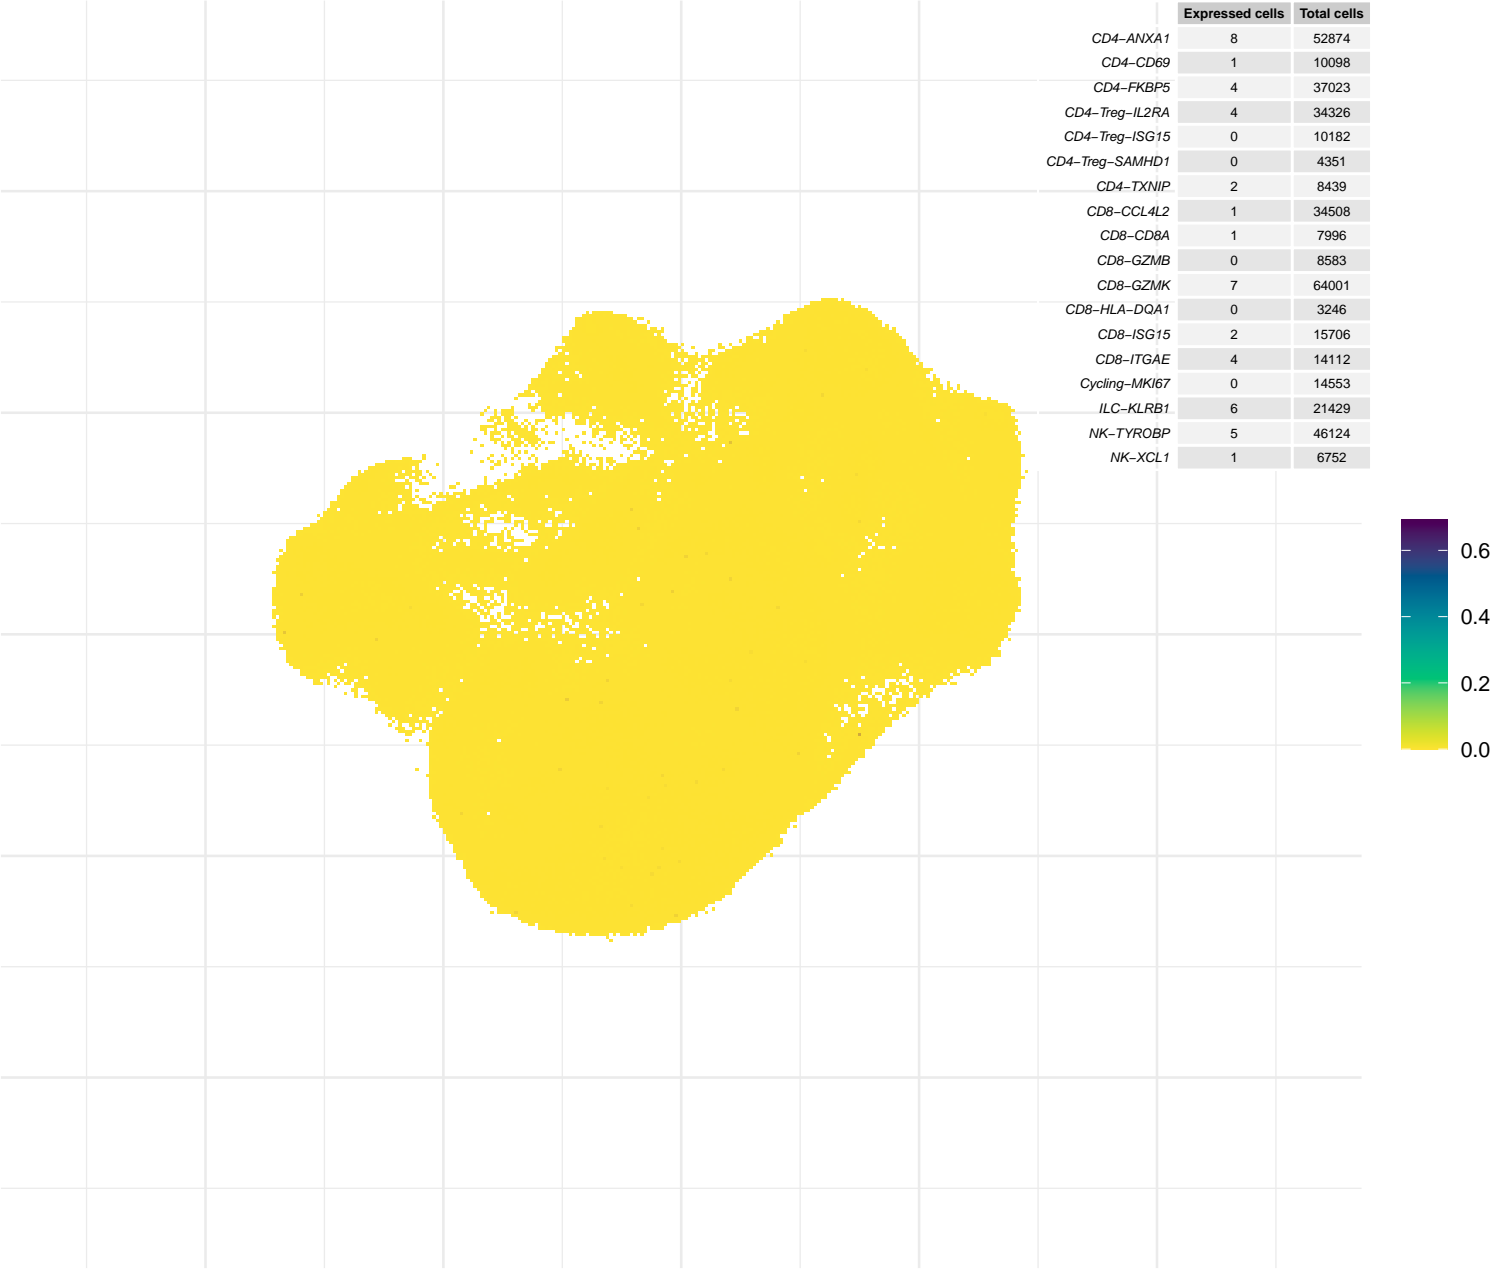 Expressed cells Total cells
CD4−ANXA1 8 52874
CD4−CD69 1 10098
CD4−FKBP5 4 37023
CD4−Treg−IL2RA 4 34326
CD4−Treg−ISG15 0 10182
CD4−Treg−SAMHD1 0 4351
CD4−TXNIP 2 8439
CD8−CCL4L2 1 34508
CD8−CD8A 1 7996
CD8−GZMB 0 8583
CD8−GZMK 7 64001
CD8−HLA−DQA1 0 3246
CD8−ISG15 2 15706
CD8−ITGAE 4 14112
Cycling−MKI67 0 14553
ILC−KLRB1 6 21429
NK−TYROBP 5 46124
NK−XCL1 1 6752
0.6
0.4
0.2
0.0